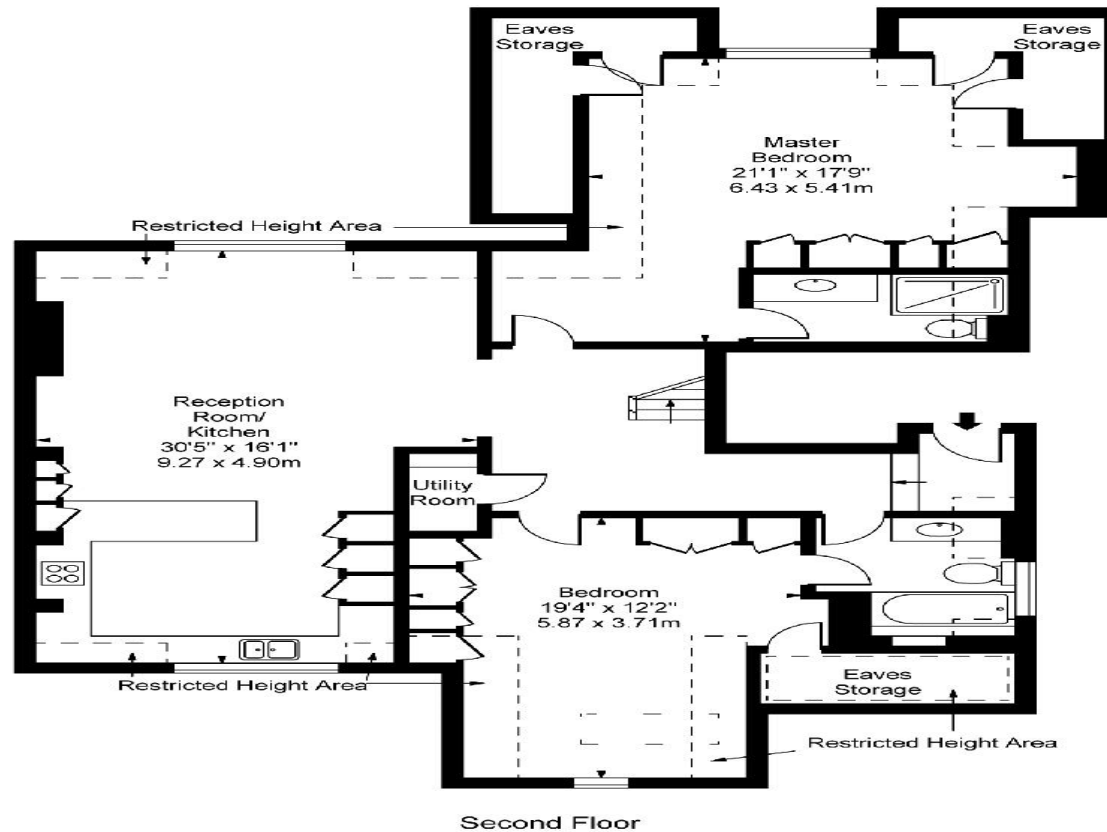 Eaves
Storage
Eaves
Storage
Master
Bedroom
21'1" x 17'9"
6.43 x 5.41m
Restricted Height Area
Reception
Room/
Kitchen
30'5" x 16'1"
9.27 x 4.90m
Utility
Room
Bedroom
19'4" x 12'2"
5.87 x 3.71m
Eaves
Storage
Restricted Height Area
Restricted Height Area
Second Floor